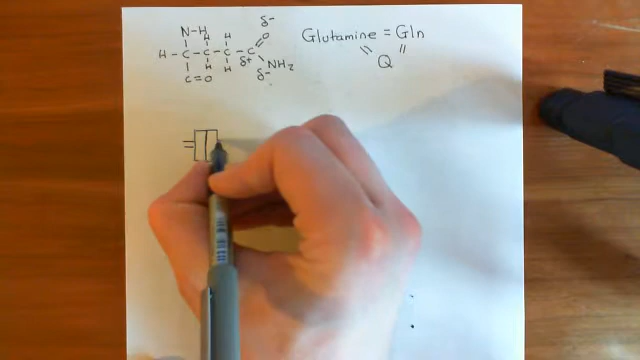 δ-
N-H
H H O
H - C - C - C - C
H H δ+ NH₂
C=O δ-
Glutamine = Gln
= =
Q
=